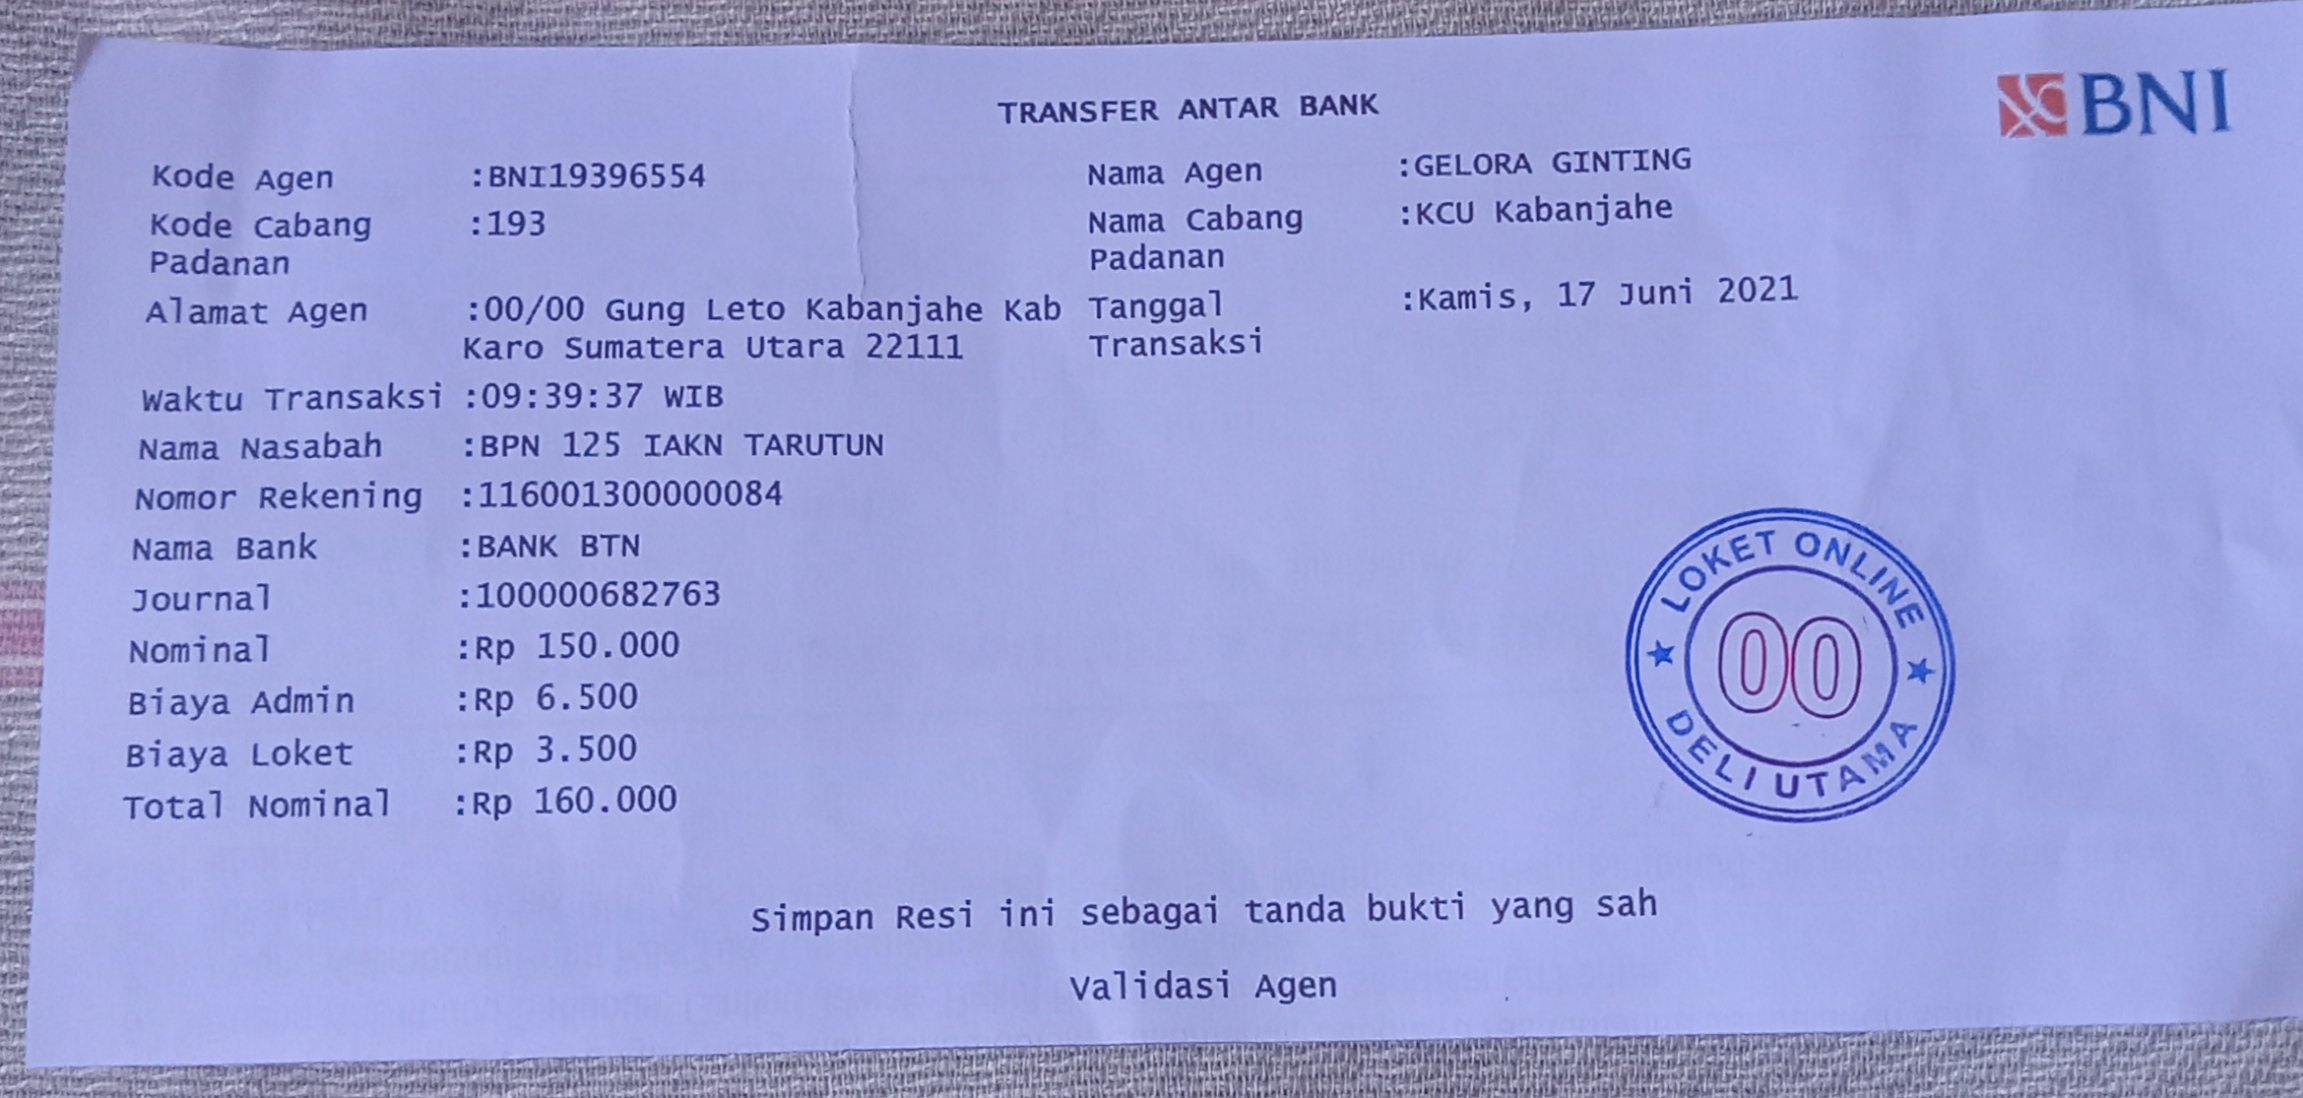 BNI
TRANSFER ANTAR BANK
Kode Agen :BNI19396554
Nama Agen :GELORA GINTING
Kode Cabang :193
Padanan
Nama Cabang :KCU Kabanjahe
Padanan
Alamat Agen :00/00 Gung Leto Kabanjahe Kab
Karo Sumatera Utara 22111
Tanggal :Kamis, 17 Juni 2021
Transaksi
Waktu Transaksi :09:39:37 WIB
Nama Nasabah :BPN 125 IAKN TARUTUN
Nomor Rekening :116001300000084
Nama Bank :BANK BTN
Journal :100000682763
Nominal :Rp 150.000
Biaya Admin :Rp 6.500
Biaya Loket :Rp 3.500
Total Nominal :Rp 160.000
LOKET ONLINE
00
DELI UTAMA
Simpan Resi ini sebagai tanda bukti yang sah
Validasi Agen